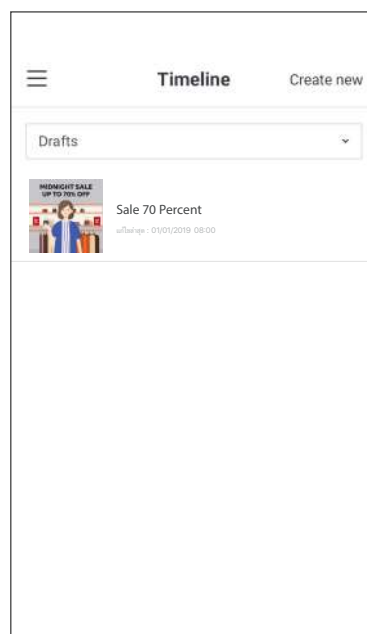 Timeline
Create new
Drafts
MIDNIGHT SALE
UP TO 70% OFF
Sale 70 Percent
แก้ไขล่าสุด : 01/01/2019 08:00